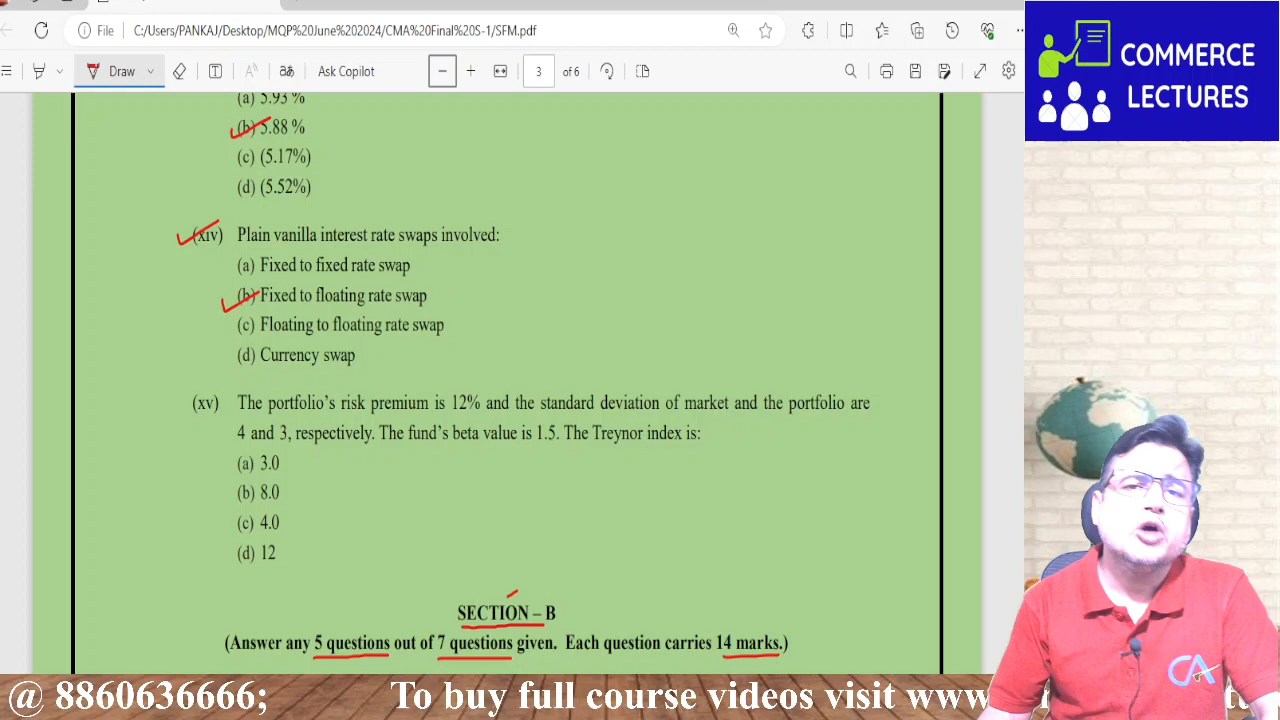 File C:/Users/PANKAJ/Desktop/MQP%20June%202024/CMA%20Final%20S-1/SFM.pdf
Draw Ask Copilot 3 of 6
COMMERCE
LECTURES
(a) 5.93 %
(b) 5.88 %
(c) (5.17%)
(d) (5.52%)
(xiv) Plain vanilla interest rate swaps involved:
(a) Fixed to fixed rate swap
(b) Fixed to floating rate swap
(c) Floating to floating rate swap
(d) Currency swap
(xv) The portfolio's risk premium is 12% and the standard deviation of market and the portfolio are
4 and 3, respectively. The fund's beta value is 1.5. The Treynor index is:
(a) 3.0
(b) 8.0
(c) 4.0
(d) 12
SECTION – B
(Answer any 5 questions out of 7 questions given. Each question carries 14 marks.)
CA
@ 8860636666; To buy full course videos visit www.